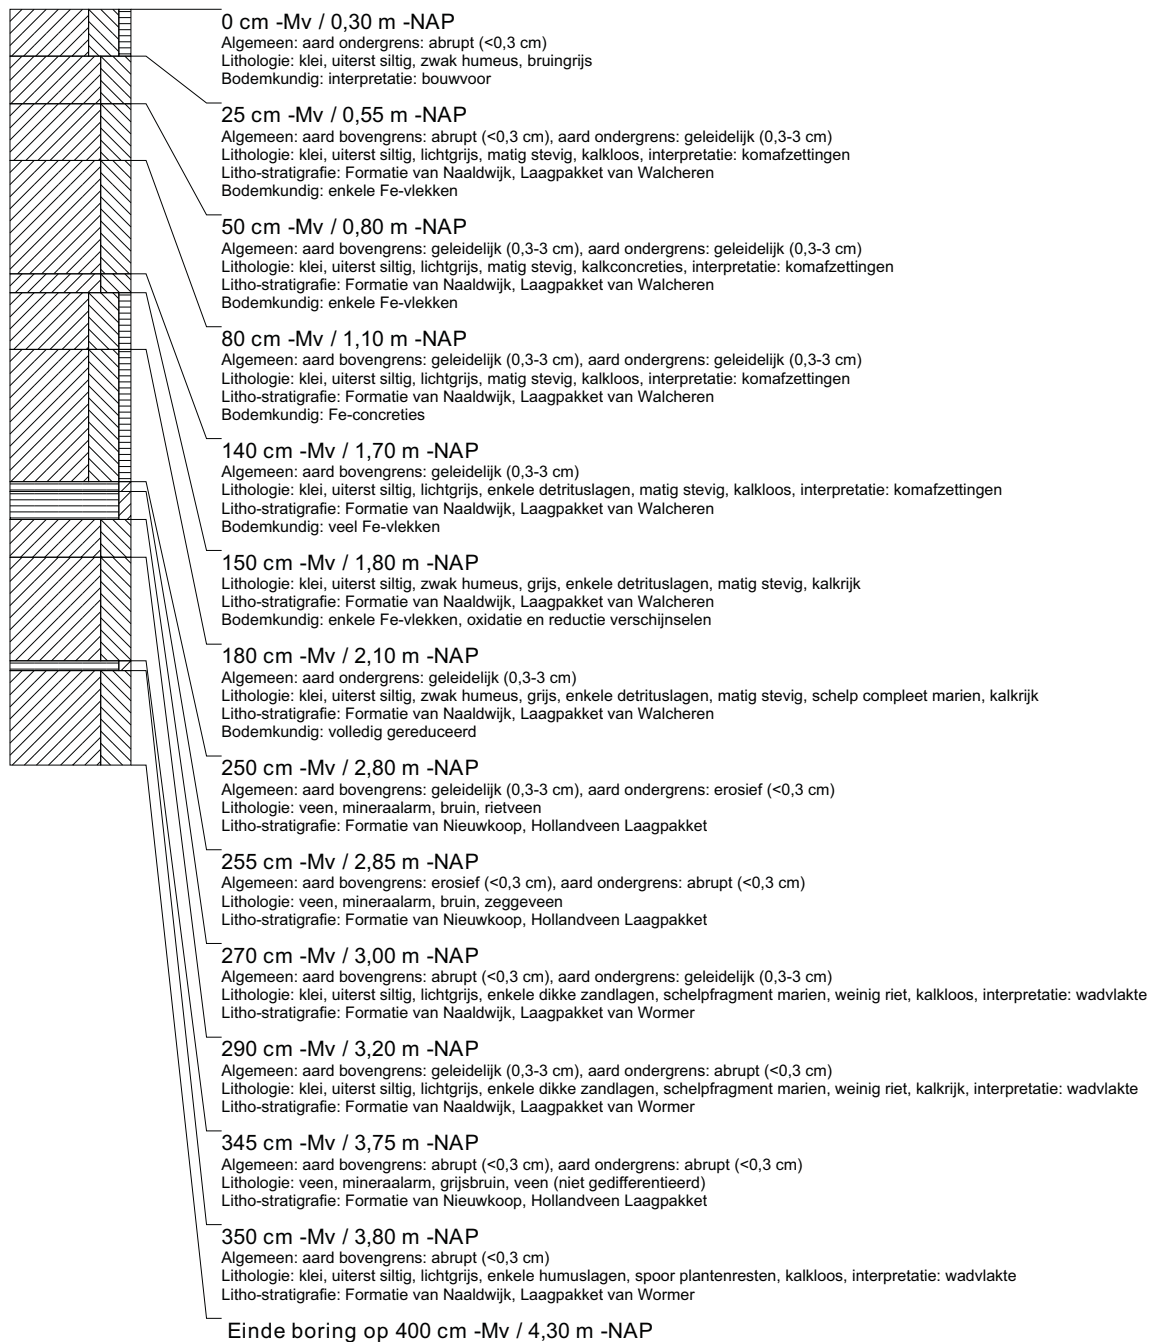 0 cm -Mv / 0,30 m -NAP
Algemeen: aard ondergrens: abrupt (<0,3 cm)
Lithologie: klei, uiterst siltig, zwak humeus, bruingrijs
Bodemkundig: interpretatie: bouwvoor
25 cm -Mv / 0,55 m -NAP
Algemeen: aard bovengrens: abrupt (<0,3 cm), aard ondergrens: geleidelijk (0,3-3 cm)
Lithologie: klei, uiterst siltig, lichtgrijs, matig stevig, kalkloos, interpretatie: komafzettingen
Litho-stratigrafie: Formatie van Naaldwijk, Laagpakket van Walcheren
Bodemkundig: enkele Fe-vlekken
50 cm -Mv / 0,80 m -NAP
Algemeen: aard bovengrens: geleidelijk (0,3-3 cm), aard ondergrens: geleidelijk (0,3-3 cm)
Lithologie: klei, uiterst siltig, lichtgrijs, matig stevig, kalkconcreties, interpretatie: komafzettingen
Litho-stratigrafie: Formatie van Naaldwijk, Laagpakket van Walcheren
Bodemkundig: enkele Fe-vlekken
80 cm -Mv / 1,10 m -NAP
Algemeen: aard bovengrens: geleidelijk (0,3-3 cm), aard ondergrens: geleidelijk (0,3-3 cm)
Lithologie: klei, uiterst siltig, lichtgrijs, matig stevig, kalkloos, interpretatie: komafzettingen
Litho-stratigrafie: Formatie van Naaldwijk, Laagpakket van Walcheren
Bodemkundig: Fe-concreties
140 cm -Mv / 1,70 m -NAP
Algemeen: aard bovengrens: geleidelijk (0,3-3 cm)
Lithologie: klei, uiterst siltig, lichtgrijs, enkele detrituslagen, matig stevig, kalkloos, interpretatie: komafzettingen
Litho-stratigrafie: Formatie van Naaldwijk, Laagpakket van Walcheren
Bodemkundig: veel Fe-vlekken
150 cm -Mv / 1,80 m -NAP
Lithologie: klei, uiterst siltig, zwak humeus, grijs, enkele detrituslagen, matig stevig, kalkrijk
Litho-stratigrafie: Formatie van Naaldwijk, Laagpakket van Walcheren
Bodemkundig: enkele Fe-vlekken, oxidatie en reductie verschijnselen
180 cm -Mv / 2,10 m -NAP
Algemeen: aard ondergrens: geleidelijk (0,3-3 cm)
Lithologie: klei, uiterst siltig, zwak humeus, grijs, enkele detrituslagen, matig stevig, schelp compleet marien, kalkrijk
Litho-stratigrafie: Formatie van Naaldwijk, Laagpakket van Walcheren
Bodemkundig: volledig gereduceerd
250 cm -Mv / 2,80 m -NAP
Algemeen: aard bovengrens: geleidelijk (0,3-3 cm), aard ondergrens: erosief (<0,3 cm)
Lithologie: veen, mineraalarm, bruin, rietveen
Litho-stratigrafie: Formatie van Nieuwkoop, Hollandveen Laagpakket
255 cm -Mv / 2,85 m -NAP
Algemeen: aard bovengrens: erosief (<0,3 cm), aard ondergrens: abrupt (<0,3 cm)
Lithologie: veen, mineraalarm, bruin, zeggeveen
Litho-stratigrafie: Formatie van Nieuwkoop, Hollandveen Laagpakket
270 cm -Mv / 3,00 m -NAP
Algemeen: aard bovengrens: abrupt (<0,3 cm), aard ondergrens: geleidelijk (0,3-3 cm)
Lithologie: klei, uiterst siltig, lichtgrijs, enkele dikke zandlagen, schelpfragment marien, weinig riet, kalkloos, interpretatie: wadvlakte
Litho-stratigrafie: Formatie van Naaldwijk, Laagpakket van Wormer
290 cm -Mv / 3,20 m -NAP
Algemeen: aard bovengrens: geleidelijk (0,3-3 cm), aard ondergrens: abrupt (<0,3 cm)
Lithologie: klei, uiterst siltig, lichtgrijs, enkele dikke zandlagen, schelpfragment marien, weinig riet, kalkrijk, interpretatie: wadvlakte
Litho-stratigrafie: Formatie van Naaldwijk, Laagpakket van Wormer
345 cm -Mv / 3,75 m -NAP
Algemeen: aard bovengrens: abrupt (<0,3 cm), aard ondergrens: abrupt (<0,3 cm)
Lithologie: veen, mineraalarm, grijsbruin, veen (niet gedifferentieerd)
Litho-stratigrafie: Formatie van Nieuwkoop, Hollandveen Laagpakket
350 cm -Mv / 3,80 m -NAP
Algemeen: aard bovengrens: abrupt (<0,3 cm)
Lithologie: klei, uiterst siltig, lichtgrijs, enkele humuslagen, spoor plantenresten, kalkloos, interpretatie: wadvlakte
Litho-stratigrafie: Formatie van Naaldwijk, Laagpakket van Wormer
Einde boring op 400 cm -Mv / 4,30 m -NAP